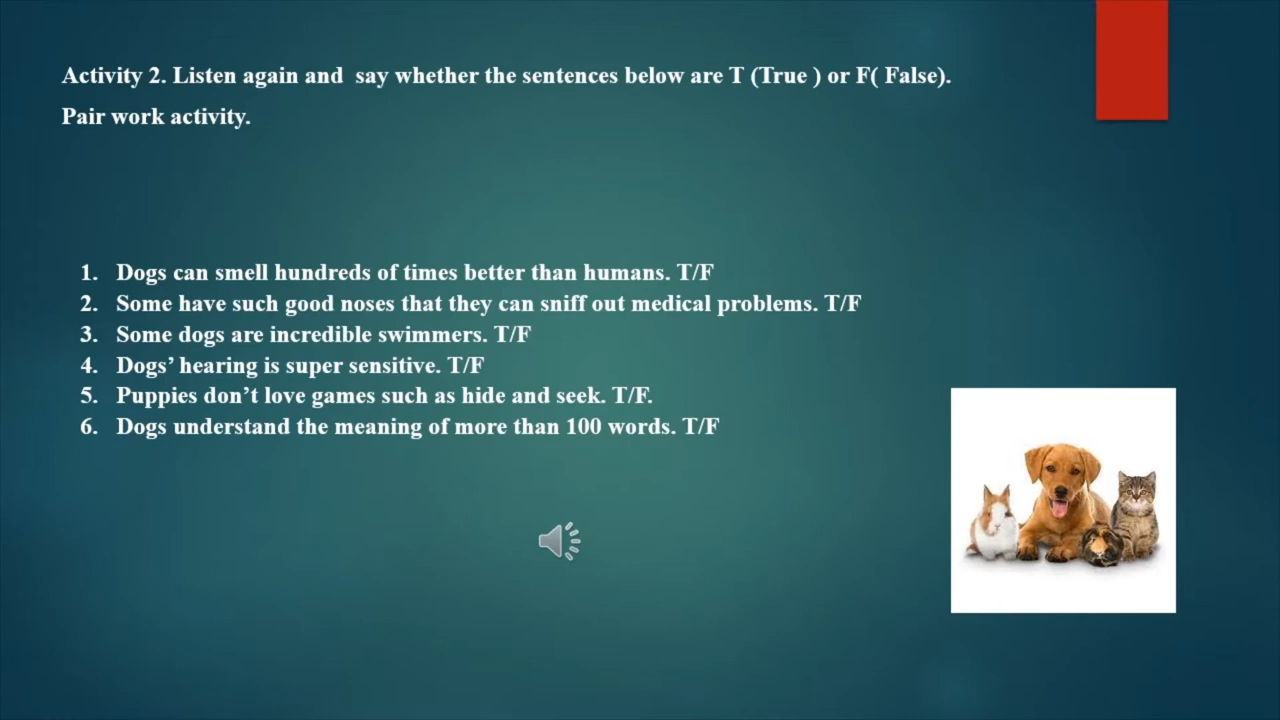 Activity 2. Listen again and  say whether the sentences below are T (True ) or F( False).
Pair work activity.
1. Dogs can smell hundreds of times better than humans. T/F
2. Some have such good noses that they can sniff out medical problems. T/F
3. Some dogs are incredible swimmers. T/F
4. Dogs’ hearing is super sensitive. T/F
5. Puppies don’t love games such as hide and seek. T/F.
6. Dogs understand the meaning of more than 100 words. T/F